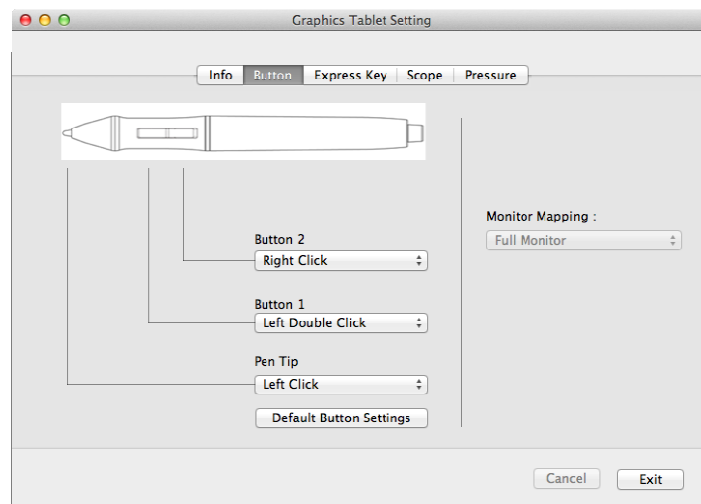 Graphics Tablet Setting
Info Button Express Key Scope Pressure
Monitor Mapping :
Full Monitor
Button 2
Right Click
Button 1
Left Double Click
Pen Tip
Left Click
Default Button Settings
Cancel Exit